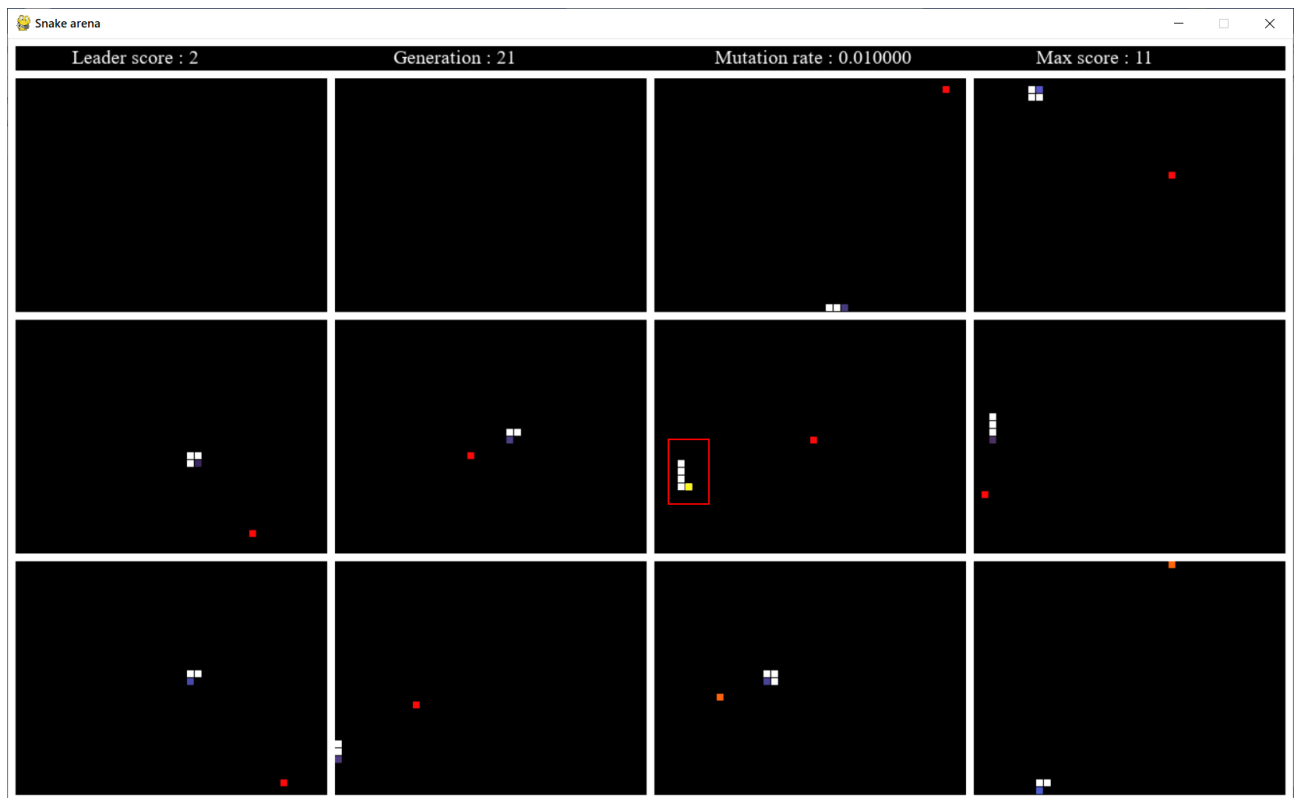 Snake arena
Leader score : 2 Generation : 21 Mutation rate : 0.010000 Max score : 11